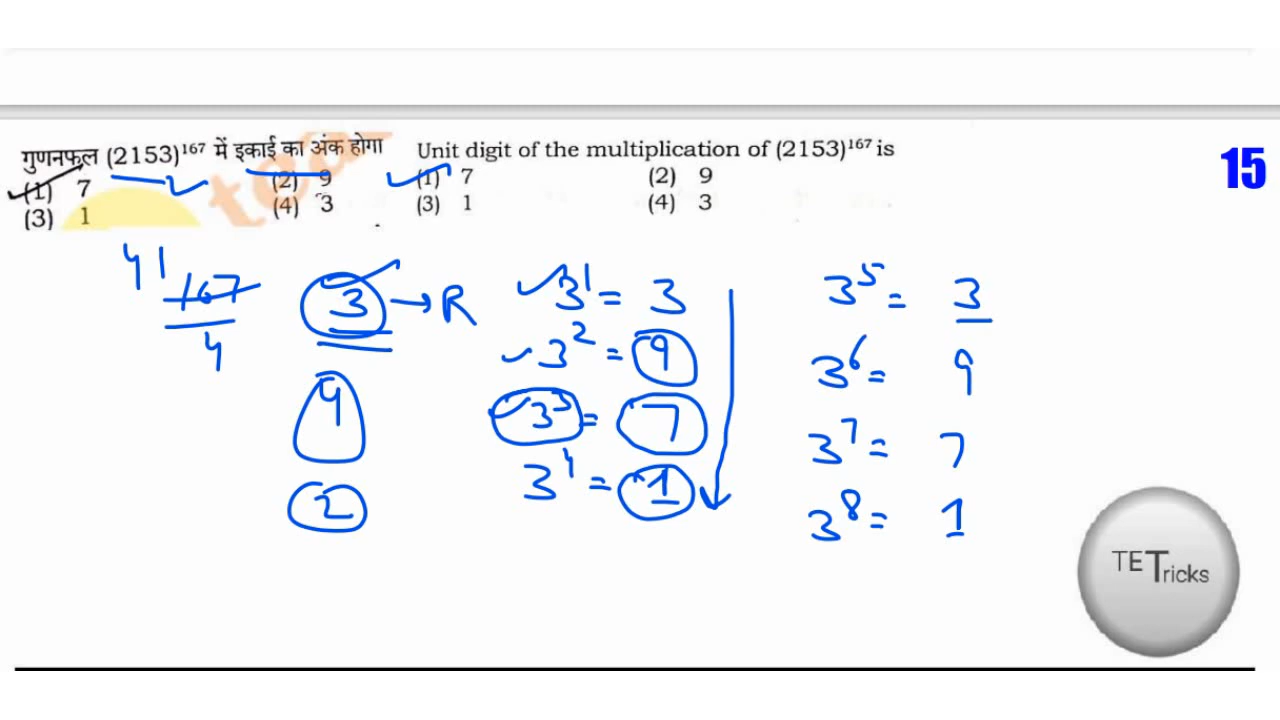 गुणनफल (2153)¹⁶⁷ में इकाई का अंक होगा
(1) 7 (2) 9
(3) 1 (4) 3
Unit digit of the multiplication of (2153)¹⁶⁷ is
(1) 7 (2) 9
(3) 1 (4) 3
15
41
167
4
3 → R
4
2
3¹ = 3
3² = 9
3³ = 7
3⁴ = 1
3⁵ = 3
3⁶ = 9
3⁷ = 7
3⁸ = 1
TETricks